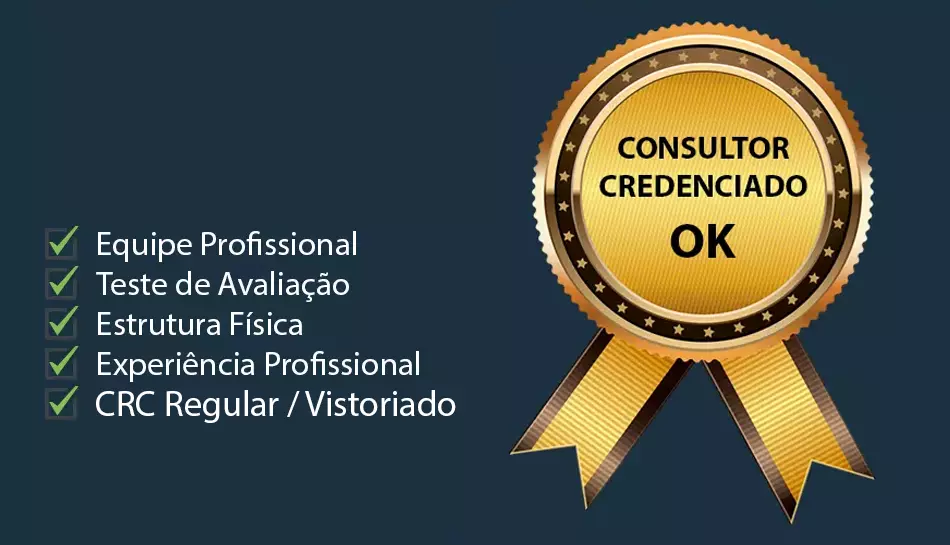 CONSULTOR
CREDENCIADO
OK
Equipe Profissional
Teste de Avaliação
Estrutura Física
Experiência Profissional
CRC Regular / Vistoriado